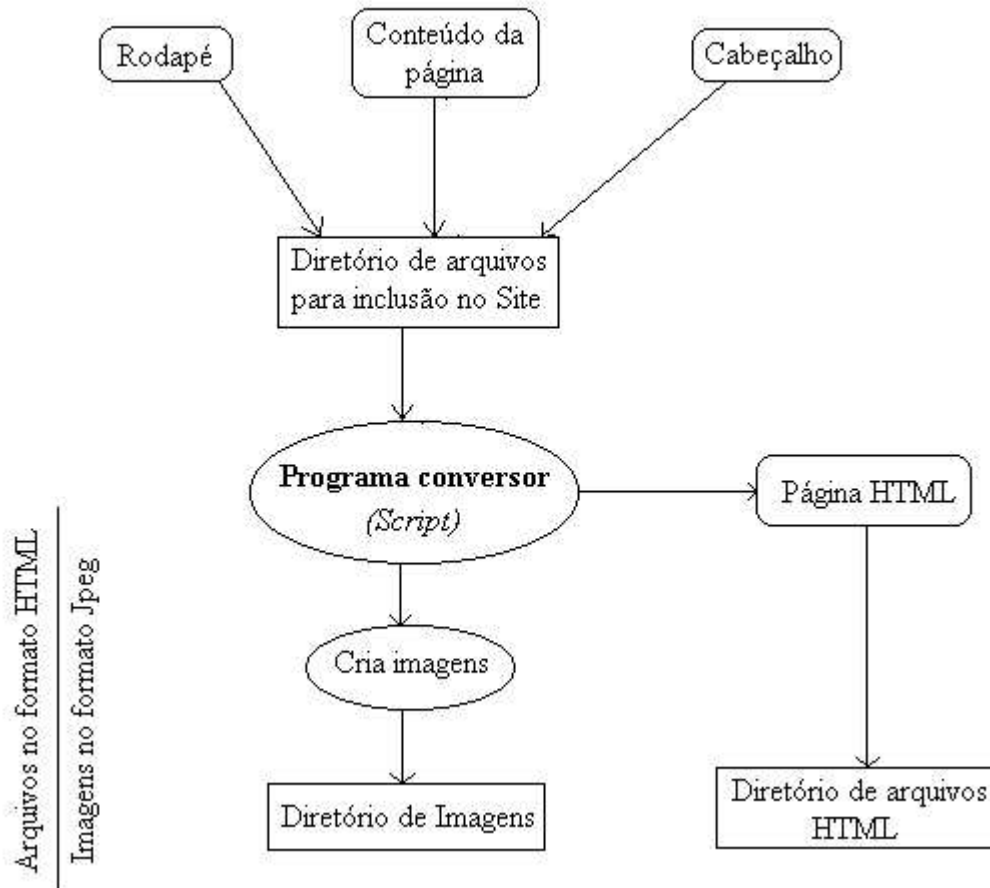 Rodapé
Conteúdo da
página
Cabeçalho
Diretório de arquivos
para inclusão no Site
Programa conversor
(Script)
Página HTML
Cria imagens
Diretório de Imagens
Diretório de arquivos
HTML
Arquivos no formato HTML
Imagens no formato Jpeg